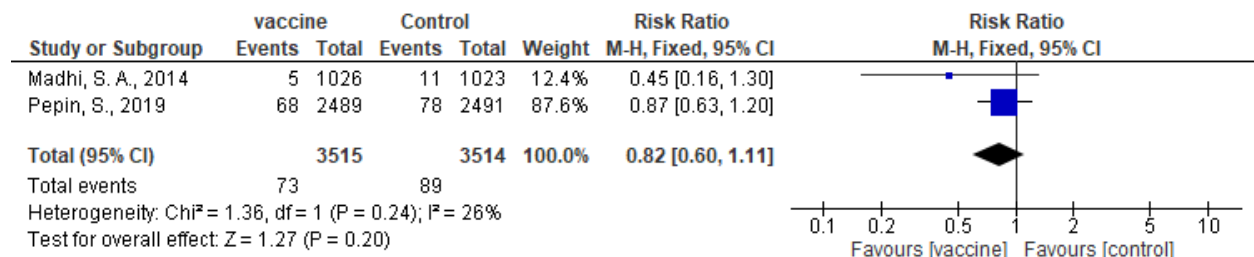 vaccine Control Risk Ratio Risk Ratio
Study or Subgroup Events Total Events Total Weight M-H, Fixed, 95% CI M-H, Fixed, 95% CI
Madhi, S. A., 2014 5 1026 11 1023 12.4% 0.45 [0.16, 1.30]
Pepin, S., 2019 68 2489 78 2491 87.6% 0.87 [0.63, 1.20]
Total (95% CI) 3515 3514 100.0% 0.82 [0.60, 1.11]
Total events 73 89
Heterogeneity: Chi² = 1.36, df = 1 (P = 0.24); I² = 26%
Test for overall effect: Z = 1.27 (P = 0.20)
0.1 0.2 0.5 1 2 5 10
Favours [vaccine] Favours [control]